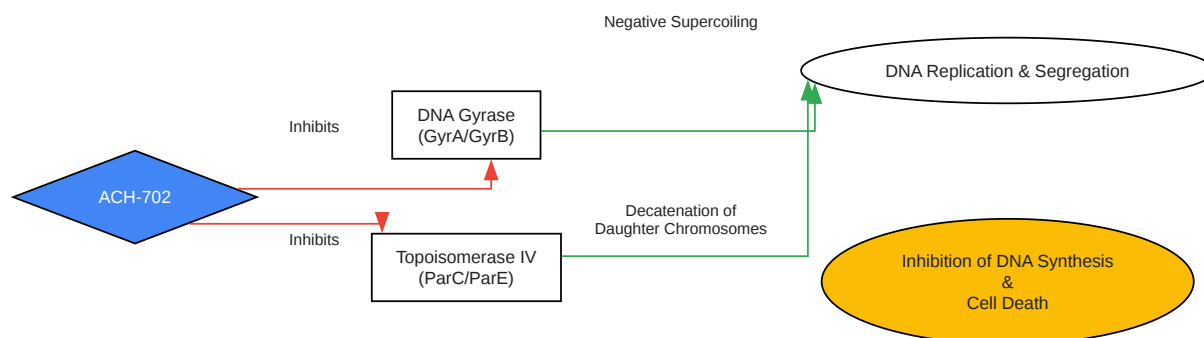 Negative Supercoiling
DNA Replication & Segregation
DNA Gyrase
(GyrA/GyrB)
Inhibits
ACH-702
Inhibits
Topoisomerase IV
(ParC/ParE)
Decatenation of
Daughter Chromosomes
Inhibition of DNA Synthesis
&
Cell Death